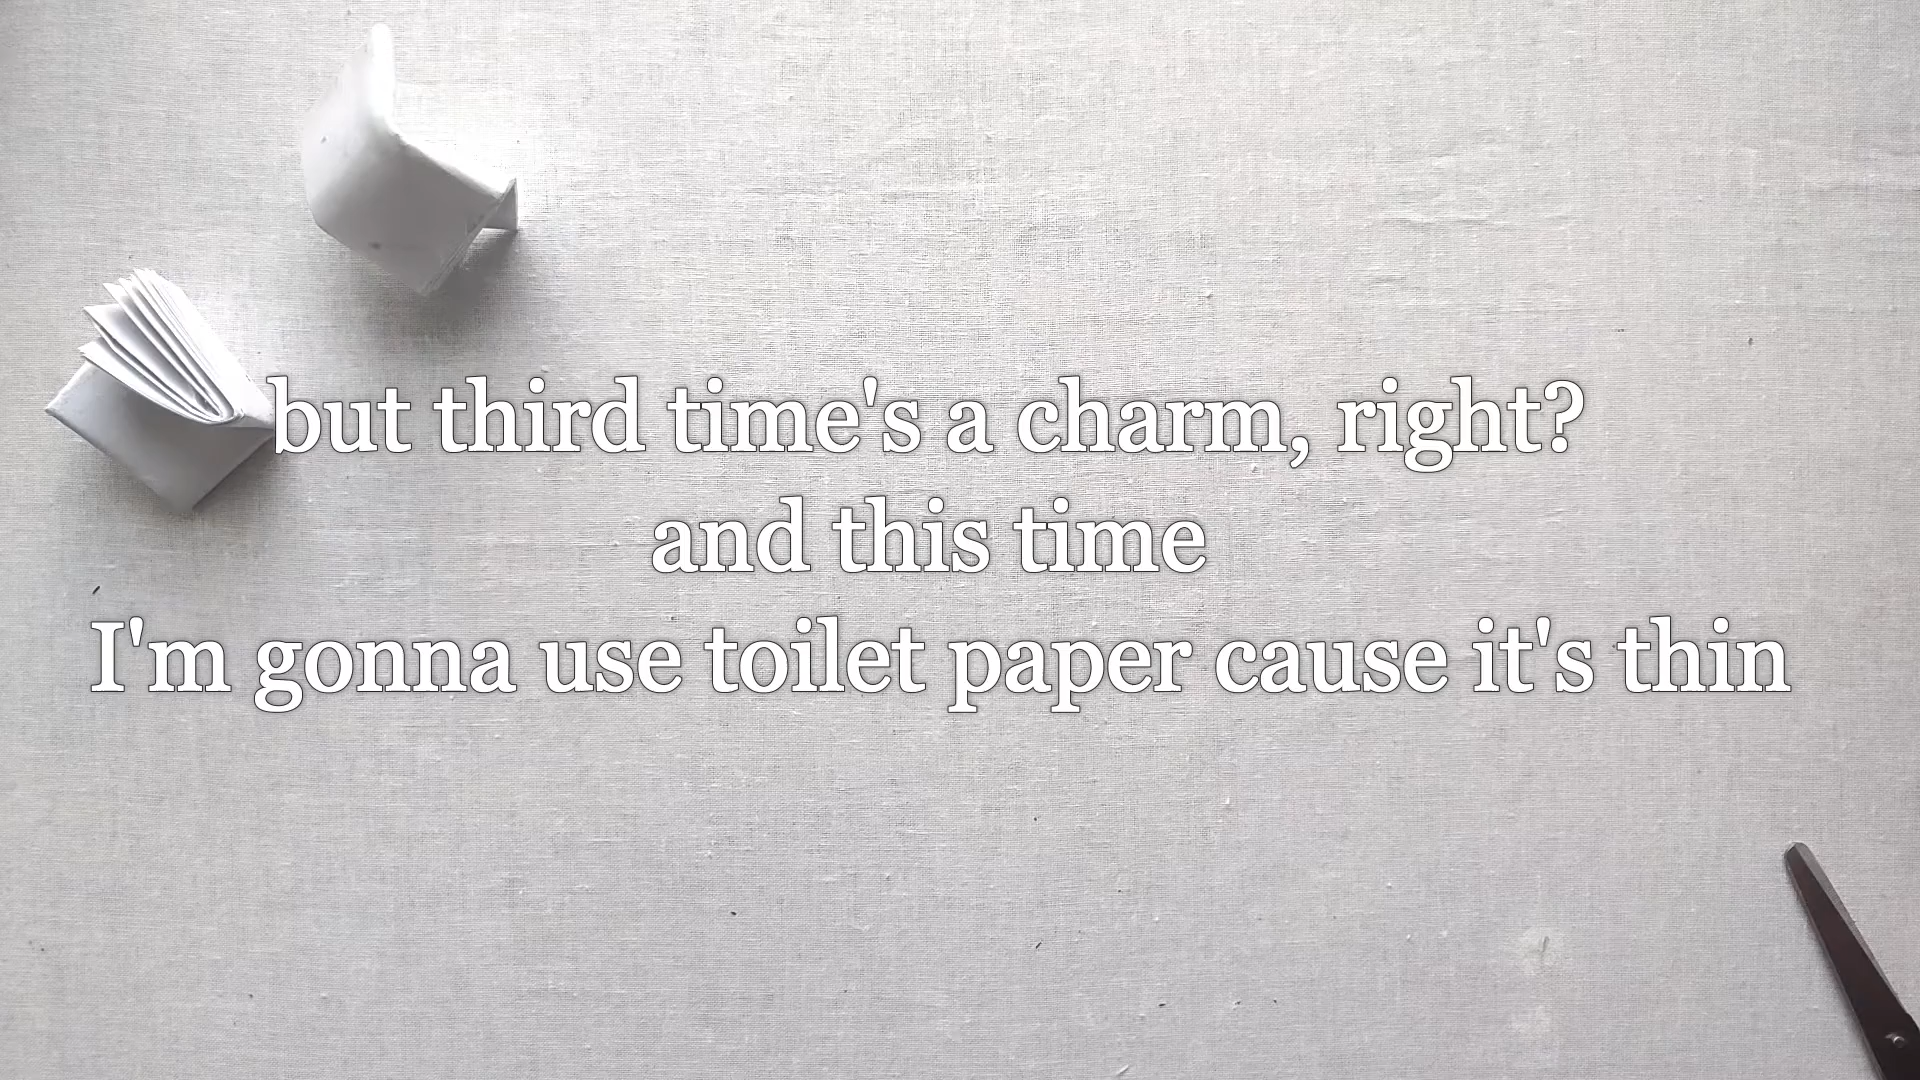 but third time's a charm, right?
and this time
I'm gonna use toilet paper cause it's thin